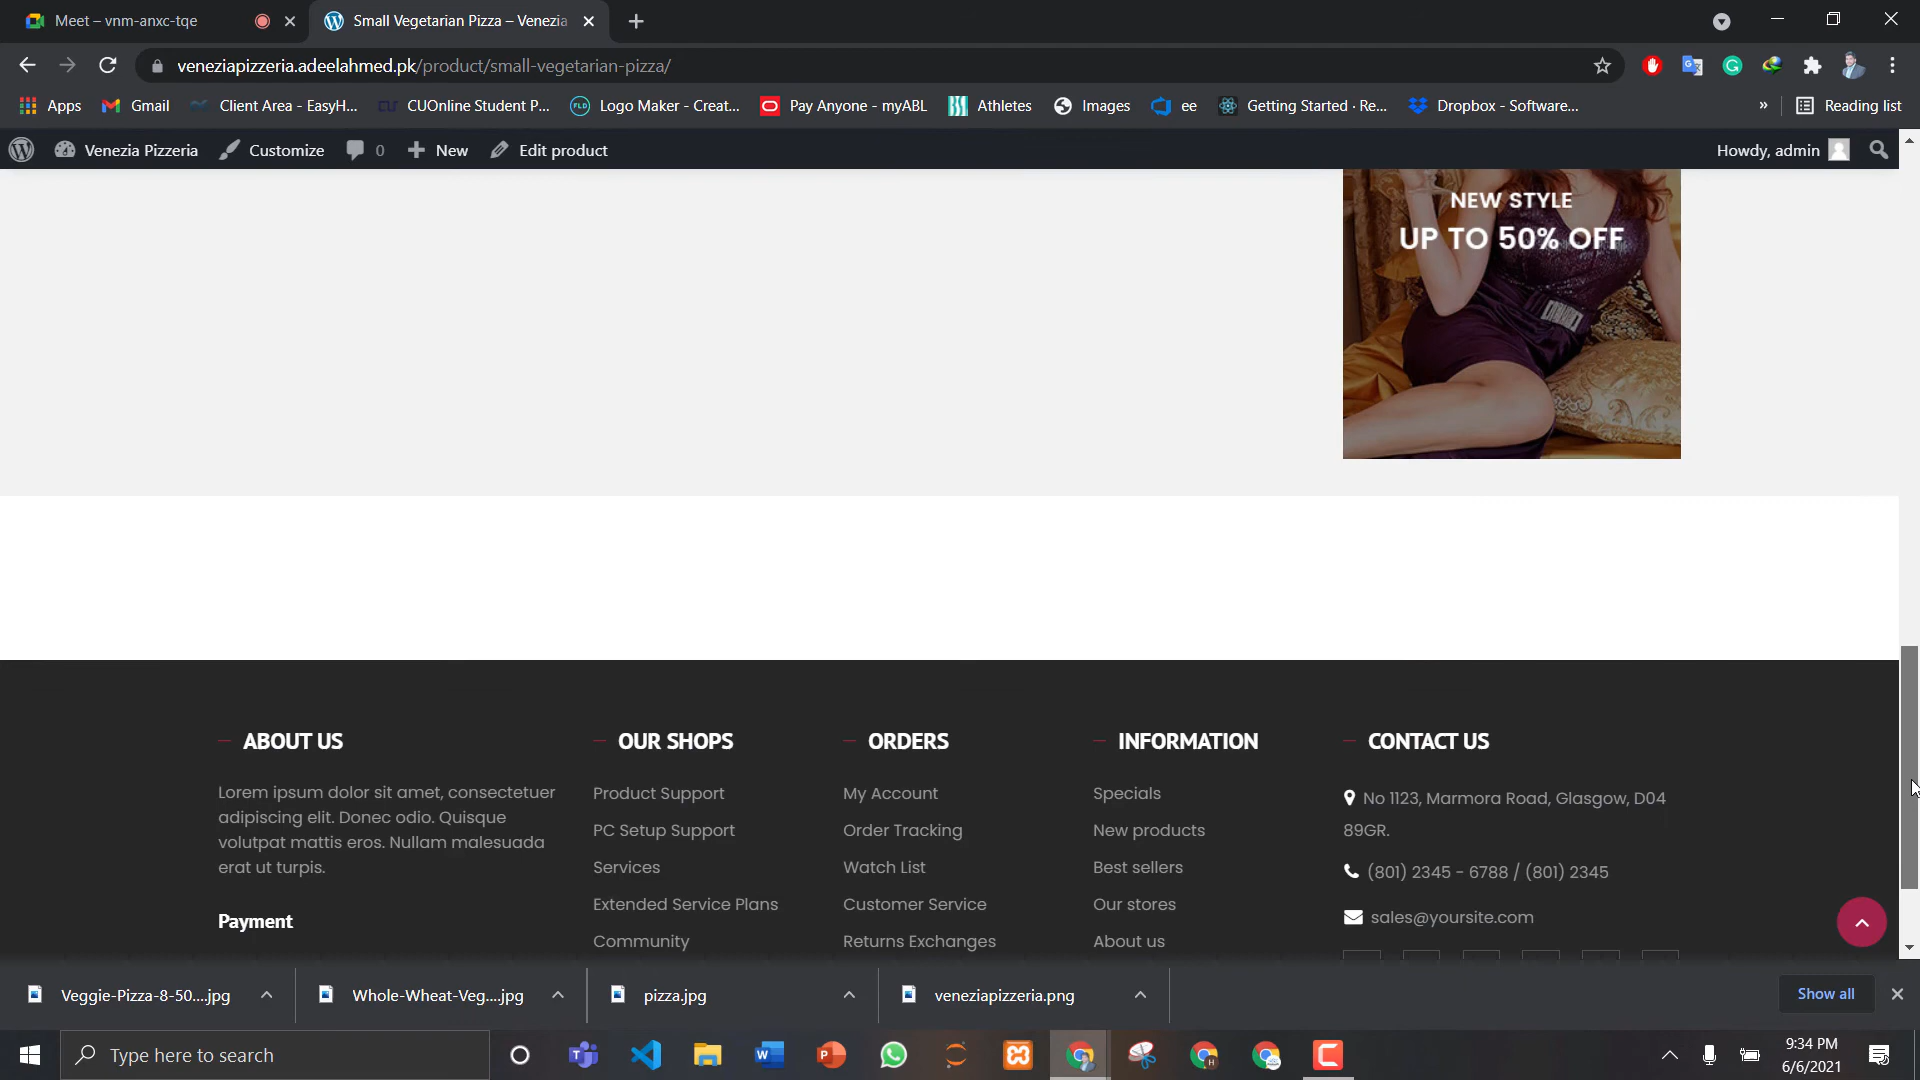 Meet – vnm-anxc-tqe
Small Vegetarian Pizza – Venezia
veneziapizzeria.adeelahmed.pk/product/small-vegetarian-pizza/
Apps
Gmail
Client Area - EasyH...
CUOnline Student P...
Logo Maker - Creat...
Pay Anyone - myABL
Athletes
Images
ee
Getting Started · Re...
Dropbox - Software...
»
Reading list
Venezia Pizzeria
Customize
0
New
Edit product
Howdy, admin
NEW STYLE
UP TO 50% OFF
ABOUT US
Lorem ipsum dolor sit amet, consectetuer
adipiscing elit. Donec odio. Quisque
volutpat mattis eros. Nullam malesuada
erat ut turpis.
Payment
OUR SHOPS
Product Support
PC Setup Support
Services
Extended Service Plans
Community
ORDERS
My Account
Order Tracking
Watch List
Customer Service
Returns Exchanges
INFORMATION
Specials
New products
Best sellers
Our stores
About us
CONTACT US
No 1123, Marmora Road, Glasgow, D04
89GR.
(801) 2345 - 6788 / (801) 2345
sales@yoursite.com
Veggie-Pizza-8-50....jpg
Whole-Wheat-Veg....jpg
pizza.jpg
veneziapizzeria.png
Show all
Type here to search
9:34 PM
6/6/2021